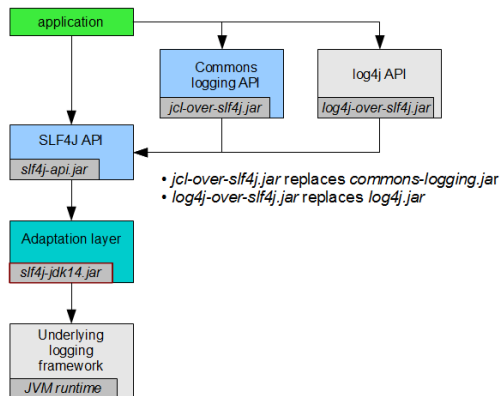 application
Commons
logging API
jcl-over-slf4j.jar
log4j API
log4j-over-slf4j.jar
SLF4J API
slf4j-api.jar
• jcl-over-slf4j.jar replaces commons-logging.jar
• log4j-over-slf4j.jar replaces log4j.jar
Adaptation layer
slf4j-jdk14.jar
Underlying
logging
framework
JVM runtime